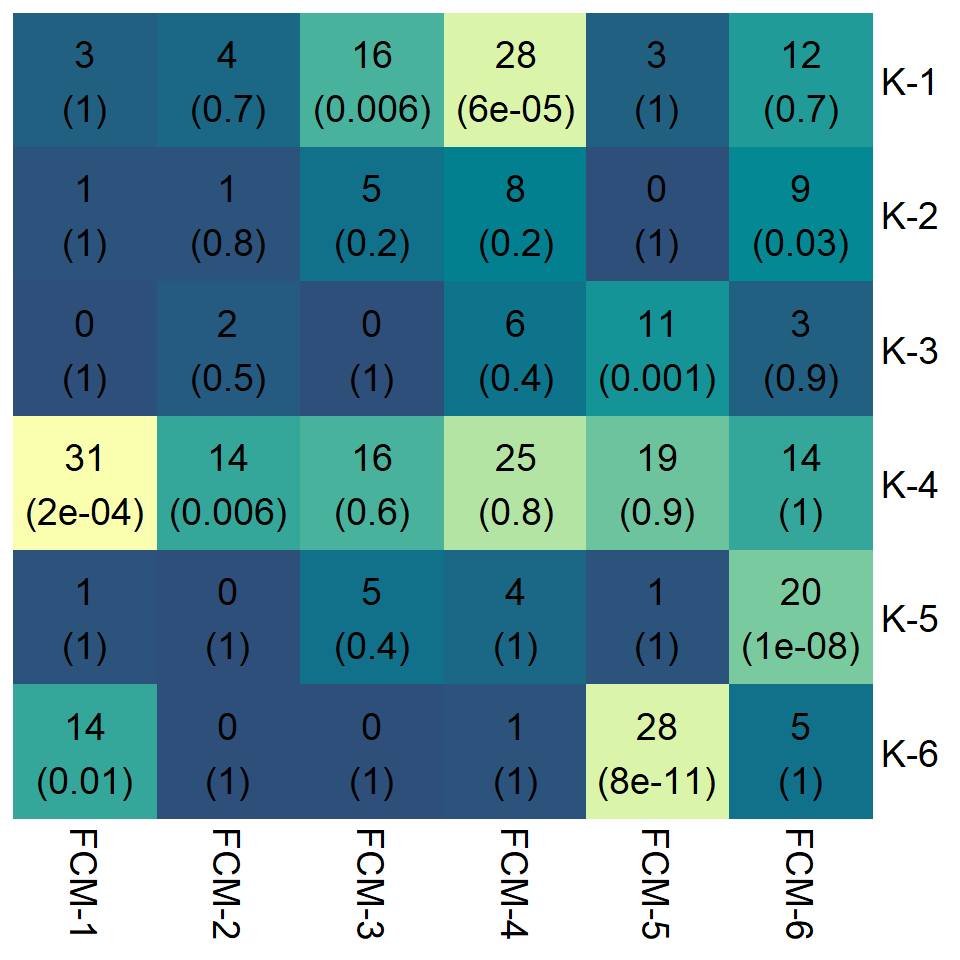 3 4 16 28 3 12
(1) (0.7) (0.006) (6e-05) (1) (0.7)
K-1
1 1 5 8 0 9
(1) (0.8) (0.2) (0.2) (1) (0.03)
K-2
0 2 0 6 11 3
(1) (0.5) (1) (0.4) (0.001) (0.9)
K-3
31 14 16 25 19 14
(2e-04) (0.006) (0.6) (0.8) (0.9) (1)
K-4
1 0 5 4 1 20
(1) (1) (0.4) (1) (1) (1e-08)
K-5
14 0 0 1 28 5
(0.01) (1) (1) (1) (8e-11) (1)
K-6
FCM-1 FCM-2 FCM-3 FCM-4 FCM-5 FCM-6